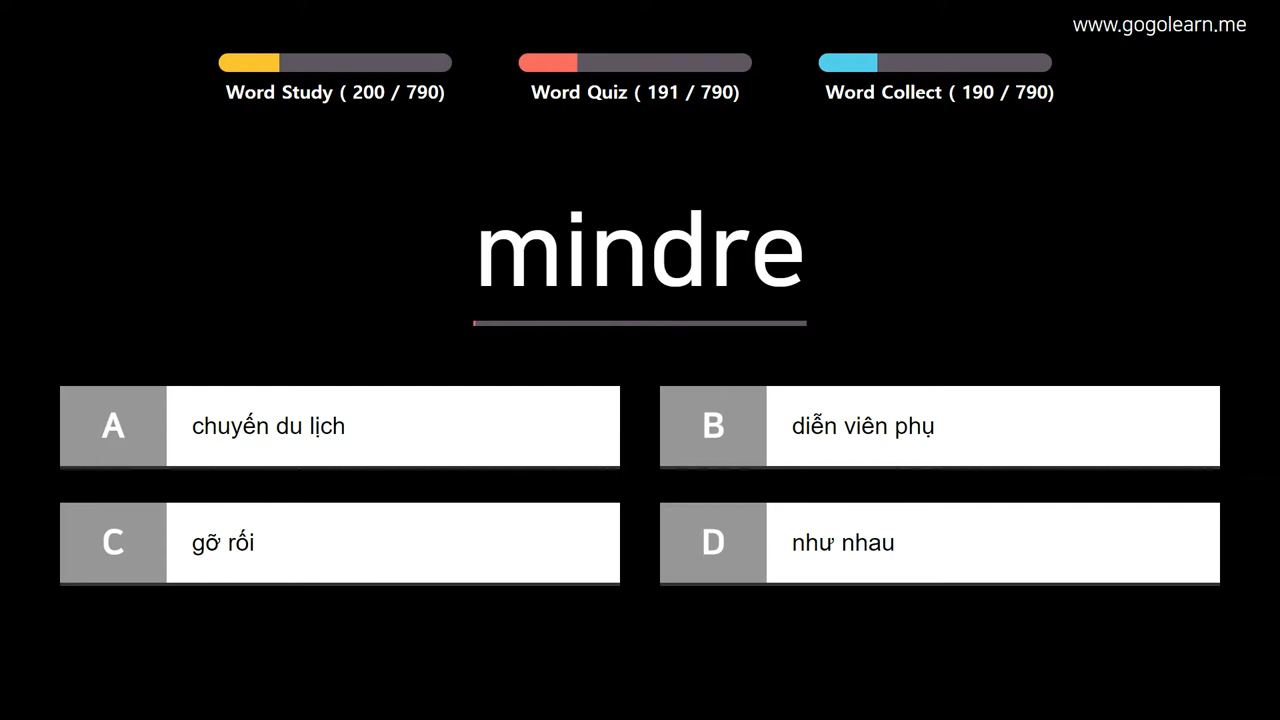 www.gogolearn.me
Word Study ( 200 / 790)
Word Quiz ( 191 / 790)
Word Collect ( 190 / 790)
mindre
A chuyến du lịch
B diễn viên phụ
C gỡ rối
D như nhau